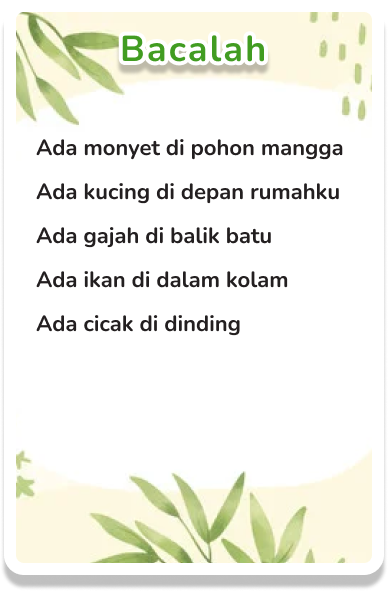 Bacalah
Ada monyet di pohon mangga
Ada kucing di depan rumahku
Ada gajah di balik batu
Ada ikan di dalam kolam
Ada cicak di dinding